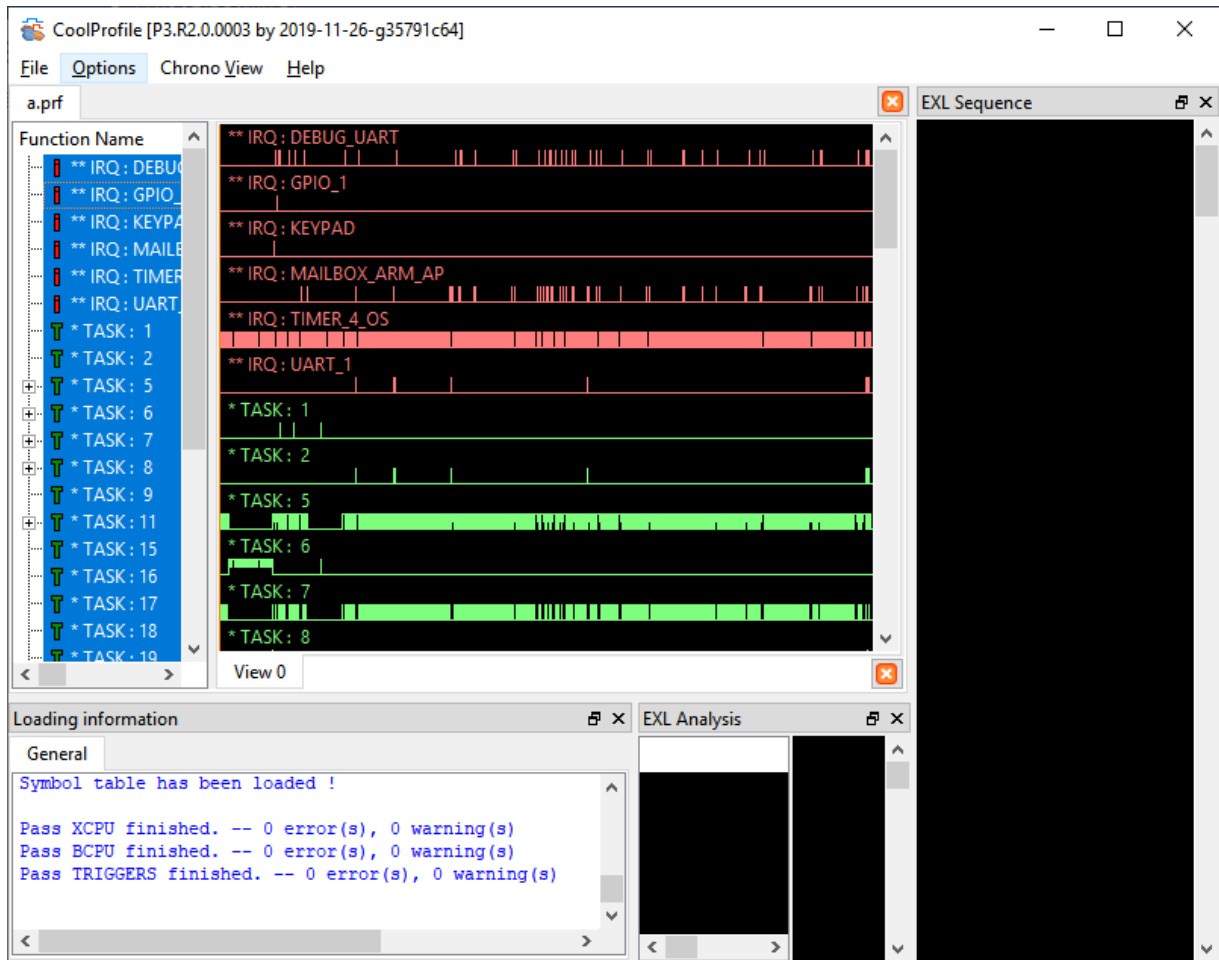 CoolProfile [P3.R2.0.0003 by 2019-11-26-g35791c64]
File Options Chrono View Help
a.prf
Function Name
** IRQ : DEBU
** IRQ : GPIO_
** IRQ : KEYPA
** IRQ : MAILE
** IRQ : TIMER
** IRQ : UART_
* TASK : 1
* TASK : 2
* TASK : 5
* TASK : 6
* TASK : 7
* TASK : 8
* TASK : 9
* TASK : 11
* TASK : 15
* TASK : 16
* TASK : 17
* TASK : 18
* TASK : 19
** IRQ : DEBUG_UART
** IRQ : GPIO_1
** IRQ : KEYPAD
** IRQ : MAILBOX_ARM_AP
** IRQ : TIMER_4_OS
** IRQ : UART_1
* TASK : 1
* TASK : 2
* TASK : 5
* TASK : 6
* TASK : 7
* TASK : 8
View 0
EXL Sequence
Loading information
General
Symbol table has been loaded !
Pass XCPU finished. -- 0 error(s), 0 warning(s)
Pass BCPU finished. -- 0 error(s), 0 warning(s)
Pass TRIGGERS finished. -- 0 error(s), 0 warning(s)
EXL Analysis